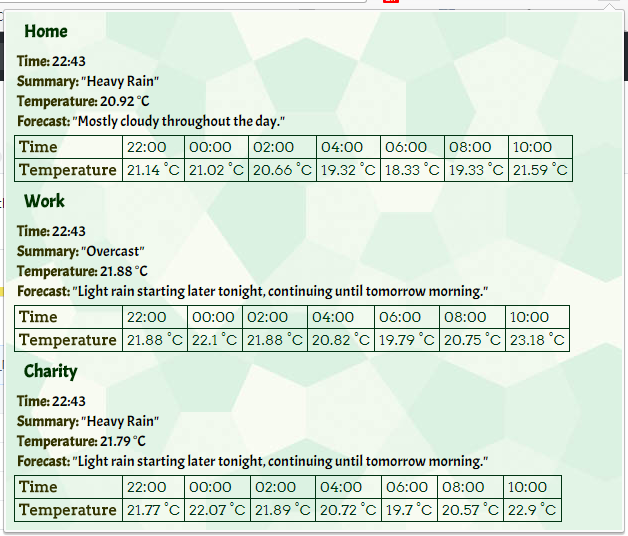 Home
Time: 22:43
Summary: "Heavy Rain"
Temperature: 20.92 °C
Forecast: "Mostly cloudy throughout the day."
Time 22:00 00:00 02:00 04:00 06:00 08:00 10:00
Temperature 21.14 °C 21.02 °C 20.66 °C 19.32 °C 18.33 °C 19.33 °C 21.59 °C
Work
Time: 22:43
Summary: "Overcast"
Temperature: 21.88 °C
Forecast: "Light rain starting later tonight, continuing until tomorrow morning."
Time 22:00 00:00 02:00 04:00 06:00 08:00 10:00
Temperature 21.88 °C 22.1 °C 21.88 °C 20.82 °C 19.79 °C 20.75 °C 23.18 °C
Charity
Time: 22:43
Summary: "Heavy Rain"
Temperature: 21.79 °C
Forecast: "Light rain starting later tonight, continuing until tomorrow morning."
Time 22:00 00:00 02:00 04:00 06:00 08:00 10:00
Temperature 21.77 °C 22.07 °C 21.89 °C 20.72 °C 19.7 °C 20.57 °C 22.9 °C